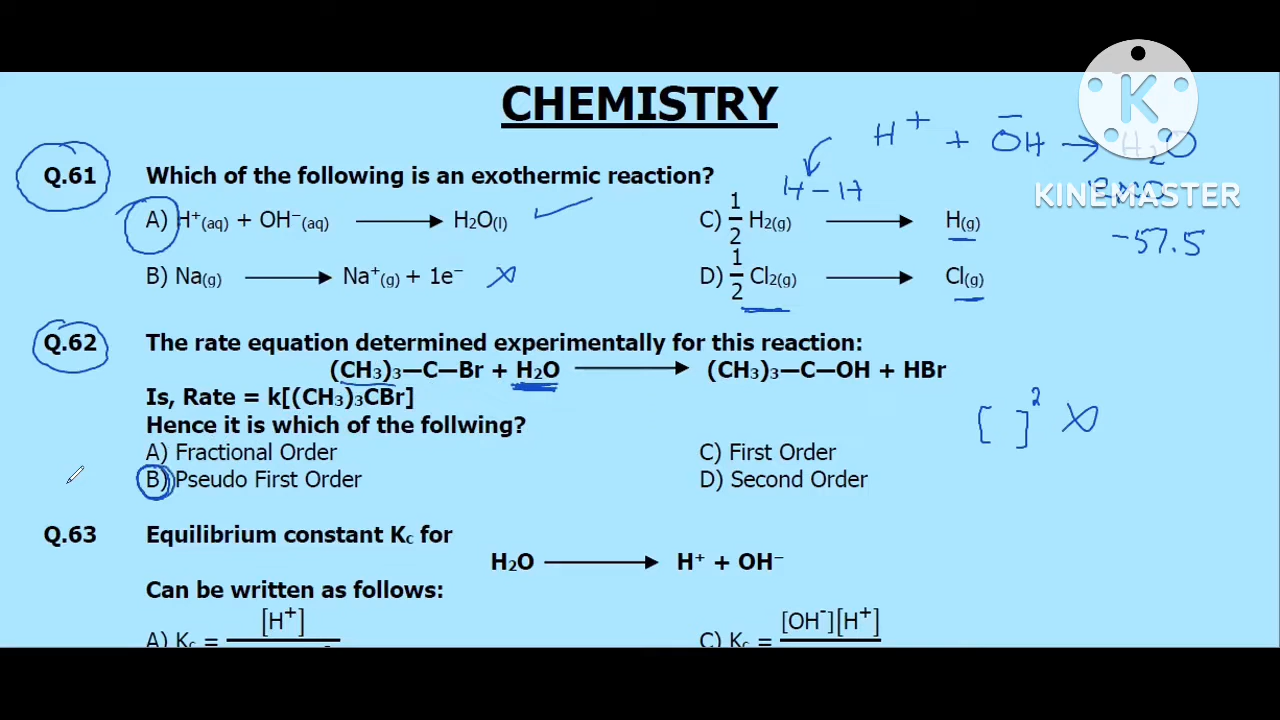 CHEMISTRY
H⁺ + O̅H → H₂O
KINEMASTER
-57.5
H-H
Q.61 Which of the following is an exothermic reaction?
A) H⁺(aq) + OH⁻(aq) → H₂O(l) C) 1/2 H₂(g) → H(g)
B) Na(g) → Na⁺(g) + 1e⁻ D) 1/2 Cl₂(g) → Cl(g)
Q.62 The rate equation determined experimentally for this reaction:
(CH₃)₃—C—Br + H₂O → (CH₃)₃—C—OH + HBr
Is, Rate = k[(CH₃)₃CBr]
[ ]²
Hence it is which of the follwing?
A) Fractional Order C) First Order
B) Pseudo First Order D) Second Order
Q.63 Equilibrium constant K꜀ for
H₂O → H⁺ + OH⁻
Can be written as follows:
A) K꜀ = [H⁺] C) K꜀ = [OH⁻][H⁺]